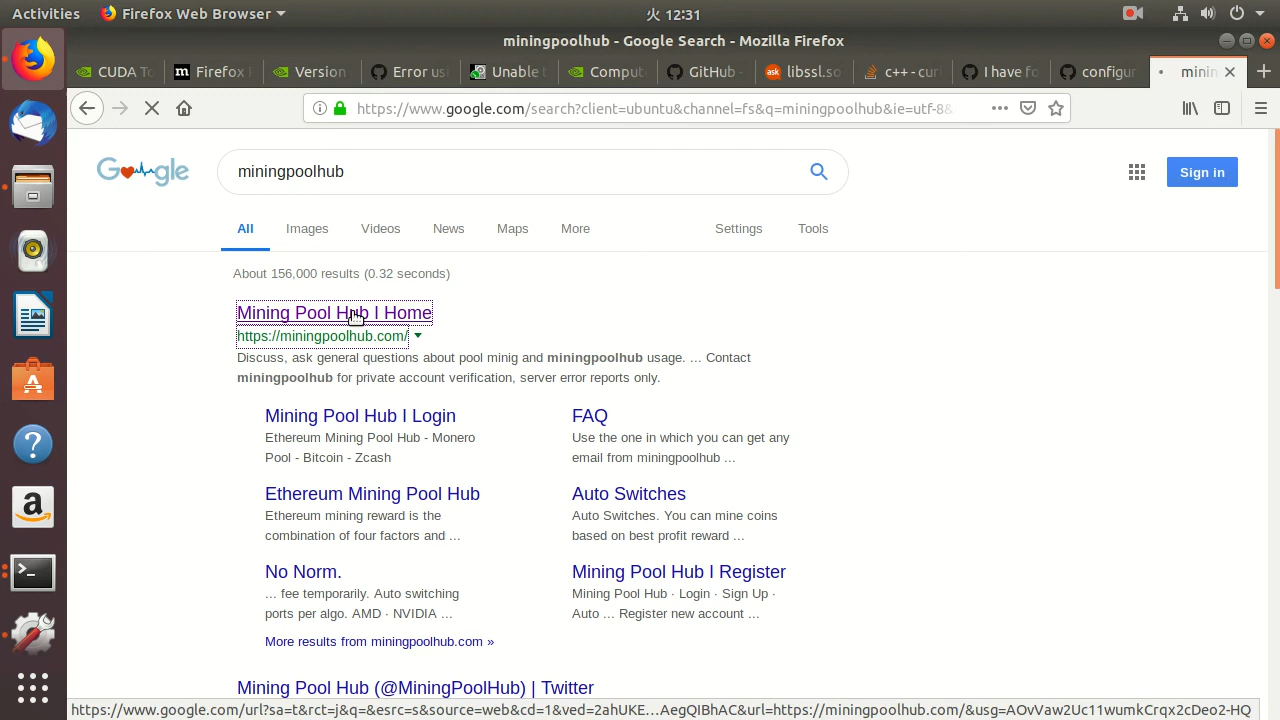 Activities Firefox Web Browser 火 12:31
miningpoolhub - Google Search - Mozilla Firefox
CUDA To Firefox Version Error us Unable t Comput GitHub - libssl.so c++ - curl I have fo configur minin
https://www.google.com/search?client=ubuntu&channel=fs&q=miningpoolhub&ie=utf-8&
Google miningpoolhub Sign in
All Images Videos News Maps More Settings Tools
About 156,000 results (0.32 seconds)
Mining Pool Hub I Home
https://miningpoolhub.com/
Discuss, ask general questions about pool minig and miningpoolhub usage. ... Contact
miningpoolhub for private account verification, server error reports only.
Mining Pool Hub I Login
Ethereum Mining Pool Hub - Monero
Pool - Bitcoin - Zcash
FAQ
Use the one in which you can get any
email from miningpoolhub ...
Ethereum Mining Pool Hub
Ethereum mining reward is the
combination of four factors and ...
Auto Switches
Auto Switches. You can mine coins
based on best profit reward ...
No Norm.
... fee temporarily. Auto switching
ports per algo. AMD · NVIDIA ...
Mining Pool Hub I Register
Mining Pool Hub · Login · Sign Up ·
Auto ... Register new account ...
More results from miningpoolhub.com »
Mining Pool Hub (@MiningPoolHub) | Twitter
https://www.google.com/url?sa=t&rct=j&q=&esrc=s&source=web&cd=1&ved=2ahUKE…AegQIBhAC&url=https://miningpoolhub.com/&usg=AOvVaw2Uc11wumkCrqx2cDeo2-HQ